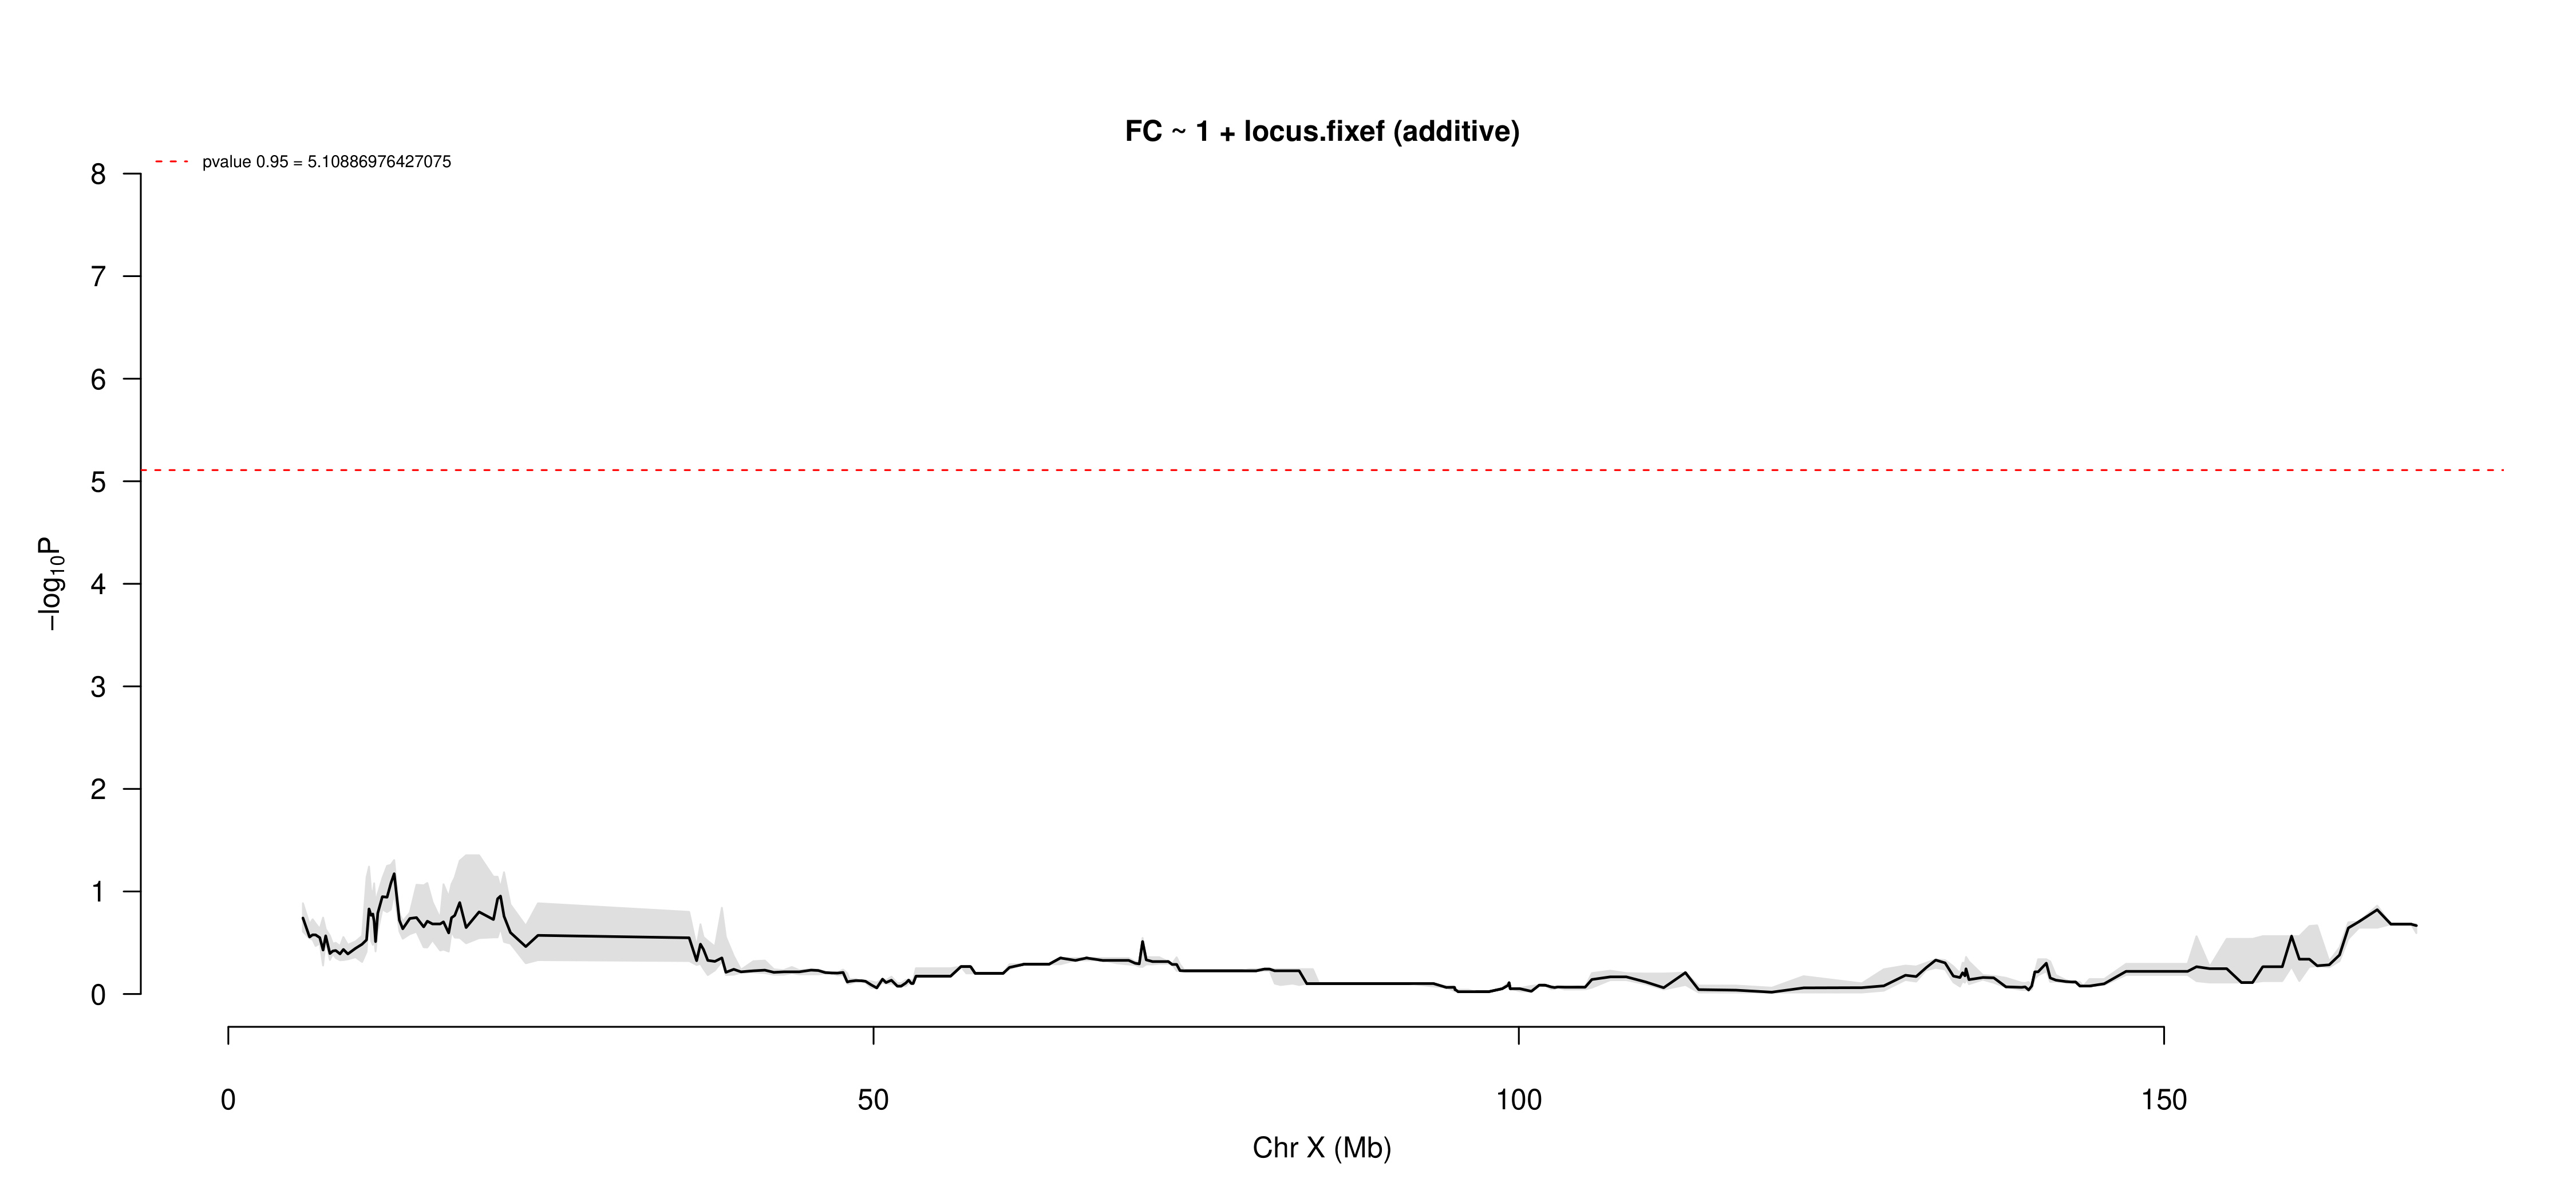 FC ~ 1 + locus.fixef (additive)
pvalue 0.95 = 5.10886976427075
8
7
6
5
4
3
2
1
0
−log10P
0 50 100 150
Chr X (Mb)